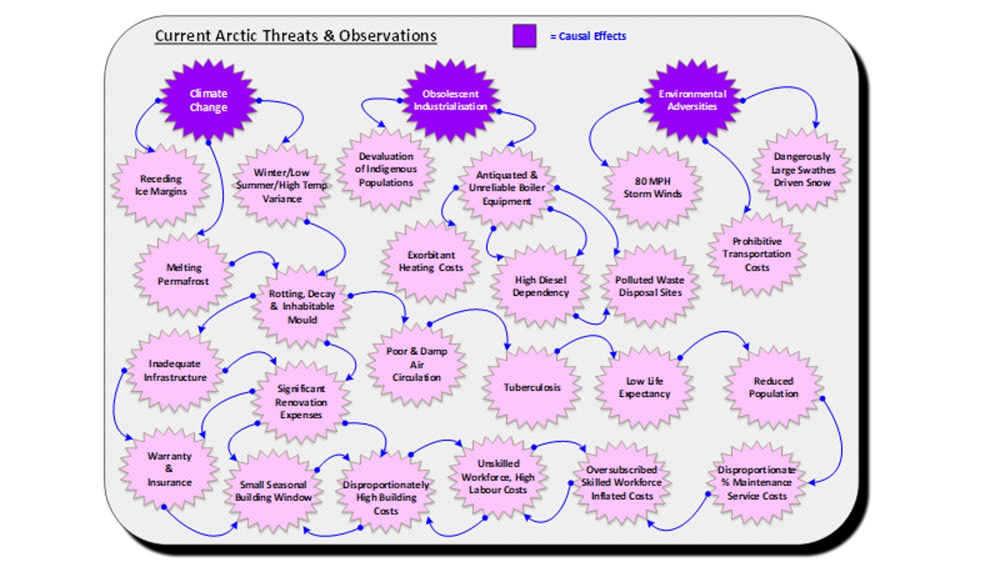 Current Arctic Threats & Observations
= Causal Effects
Climate
Change
Obsolescent
Industrialisation
Environmental
Adversities
Receding
Ice Margins
Winter/Low
Summer/High Temp
Variance
Devaluation
of Indigenous
Populations
Antiquated &
Unreliable Boiler
Equipment
80 MPH
Storm Winds
Dangerously
Large Swathes
Driven Snow
Melting
Permafrost
Rotting, Decay
& Inhabitable
Mould
Exorbitant
Heating Costs
High Diesel
Dependency
Polluted Waste
Disposal Sites
Prohibitive
Transportation
Costs
Inadequate
Infrastructure
Significant
Renovation
Expenses
Poor & Damp
Air
Circulation
Tuberculosis
Low Life
Expectancy
Reduced
Population
Warranty
&
Insurance
Small Seasonal
Building Window
Disproportionately
High Building
Costs
Unskilled
Workforce, High
Labour Costs
Oversubscribed
Skilled Workforce
Inflated Costs
Disproportionate
% Maintenance
Service Costs